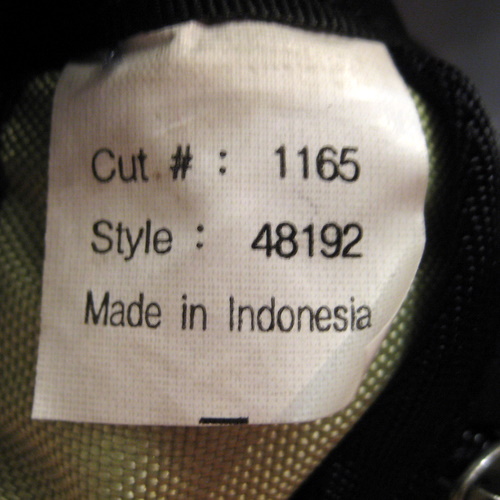 Cut # : 1165
Style : 48192
Made in Indonesia